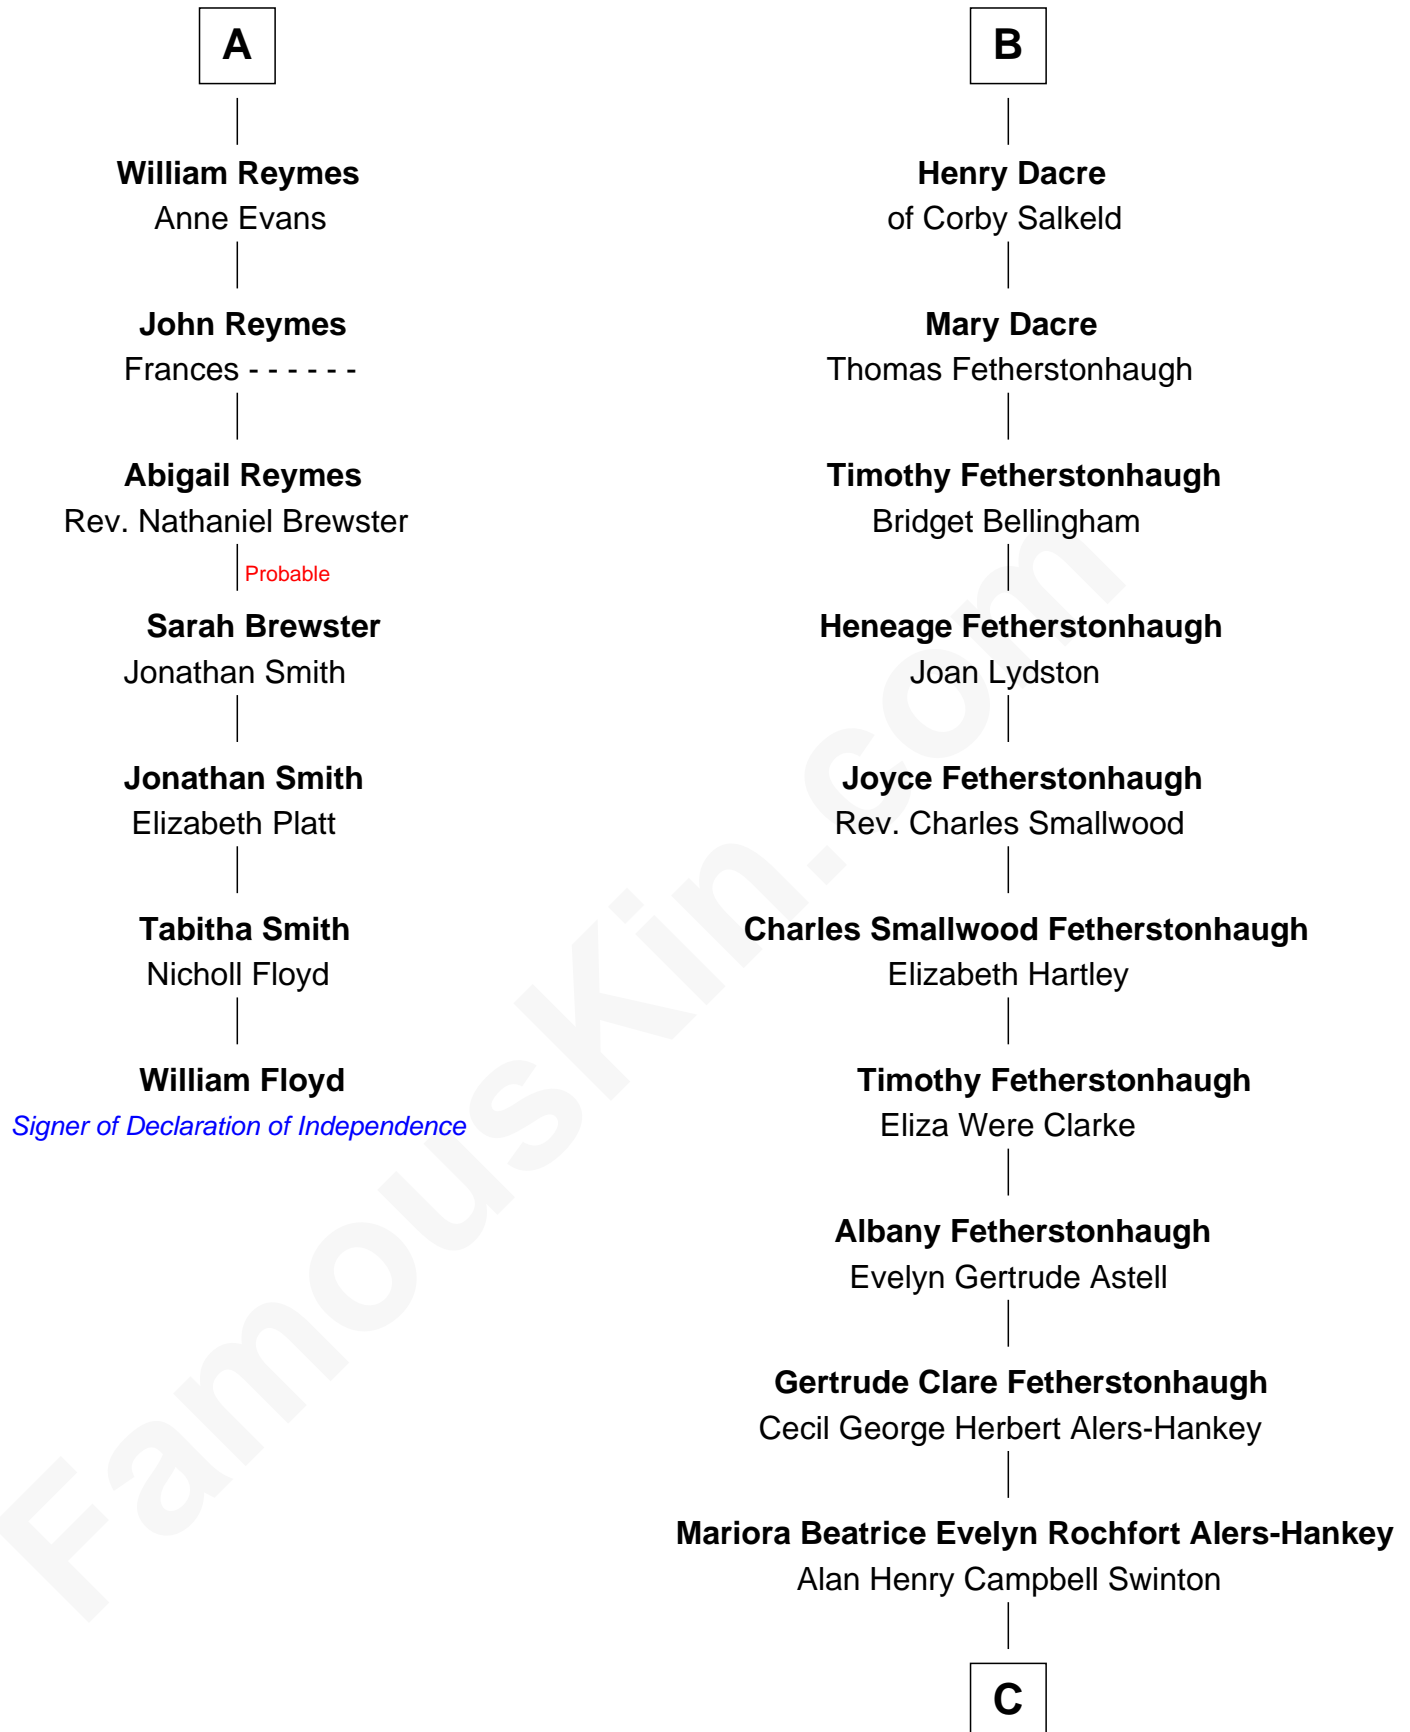 A
William Reymes
Anne Evans
John Reymes
Frances - - - - - -
Abigail Reymes
Rev. Nathaniel Brewster
Probable
Sarah Brewster
Jonathan Smith
Jonathan Smith
Elizabeth Platt
Tabitha Smith
Nicholl Floyd
William Floyd
Signer of Declaration of Independence
B
Henry Dacre
of Corby Salkeld
Mary Dacre
Thomas Fetherstonhaugh
Timothy Fetherstonhaugh
Bridget Bellingham
Heneage Fetherstonhaugh
Joan Lydston
Joyce Fetherstonhaugh
Rev. Charles Smallwood
Charles Smallwood Fetherstonhaugh
Elizabeth Hartley
Timothy Fetherstonhaugh
Eliza Were Clarke
Albany Fetherstonhaugh
Evelyn Gertrude Astell
Gertrude Clare Fetherstonhaugh
Cecil George Herbert Alers-Hankey
Mariora Beatrice Evelyn Rochfort Alers-Hankey
Alan Henry Campbell Swinton
C
FamousKin.com